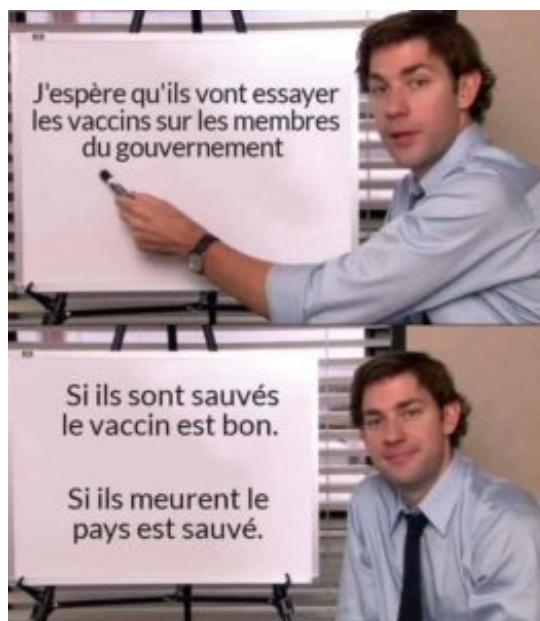 J'espère qu'ils vont essayer
les vaccins sur les membres
du gouvernement
Si ils sont sauvés
le vaccin est bon.
Si ils meurent le
pays est sauvé.